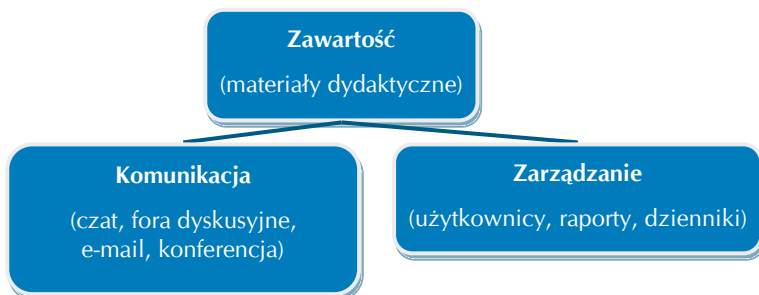 Zawartość
(materiały dydaktyczne)
Komunikacja
(czat, fora dyskusyjne,
e-mail, konferencja)
Zarządzanie
(użytkownicy, raporty, dzienniki)